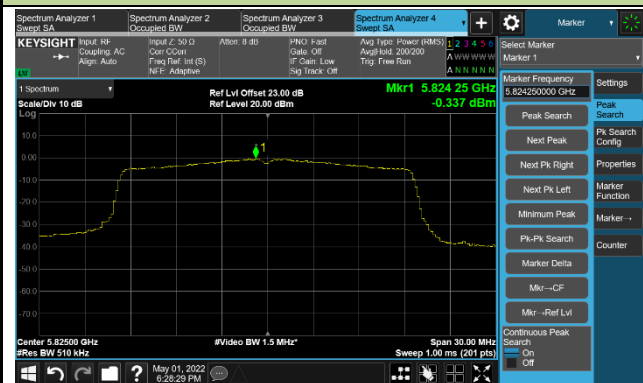 Spectrum Analyzer 1
Swept SA
Spectrum Analyzer 2
Occupied BW
Spectrum Analyzer 3
Occupied BW
Spectrum Analyzer 4
Swept SA
+
Marker
KEYSIGHT
Input: RF
Coupling: AC
Align: Auto
Input Z: 50 Ω
Corr CCorr
Freq Ref: Int (S)
NFE: Adaptive
Atten: 8 dB
PNO: Fast
Gate: Off
IF Gain: Low
Sig Track: Off
Avg Type: Power (RMS)
Avg|Hold: 200/200
Trig: Free Run
1 2 3 4 5 6
A W W W W W
A N N N N N
LXI
Select Marker
Marker 1
1 Spectrum
Scale/Div 10 dB
Log
Ref Lvl Offset 23.00 dB
Ref Level 20.00 dBm
Mkr1 5.824 25 GHz
-0.337 dBm
1
10.0
0.00
-10.0
-20.0
-30.0
-40.0
-50.0
-60.0
-70.0
Center 5.82500 GHz
#Res BW 510 kHz
#Video BW 1.5 MHz*
Span 30.00 MHz
Sweep 1.00 ms (201 pts)
Marker Frequency
5.824250000 GHz
Peak Search
Next Peak
Next Pk Right
Next Pk Left
Minimum Peak
Pk-Pk Search
Marker Delta
Mkr→CF
Mkr→Ref Lvl
Continuous Peak
Search
On
Off
Settings
Peak
Search
Pk Search
Config
Properties
Marker
Function
Marker→
Counter
?
May 01, 2022
6:28:29 PM